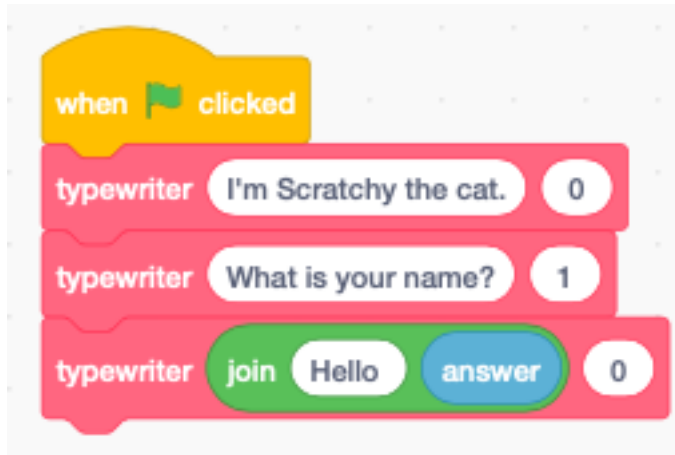 when clicked
typewriter I'm Scratchy the cat. 0
typewriter What is your name? 1
typewriter join Hello answer 0